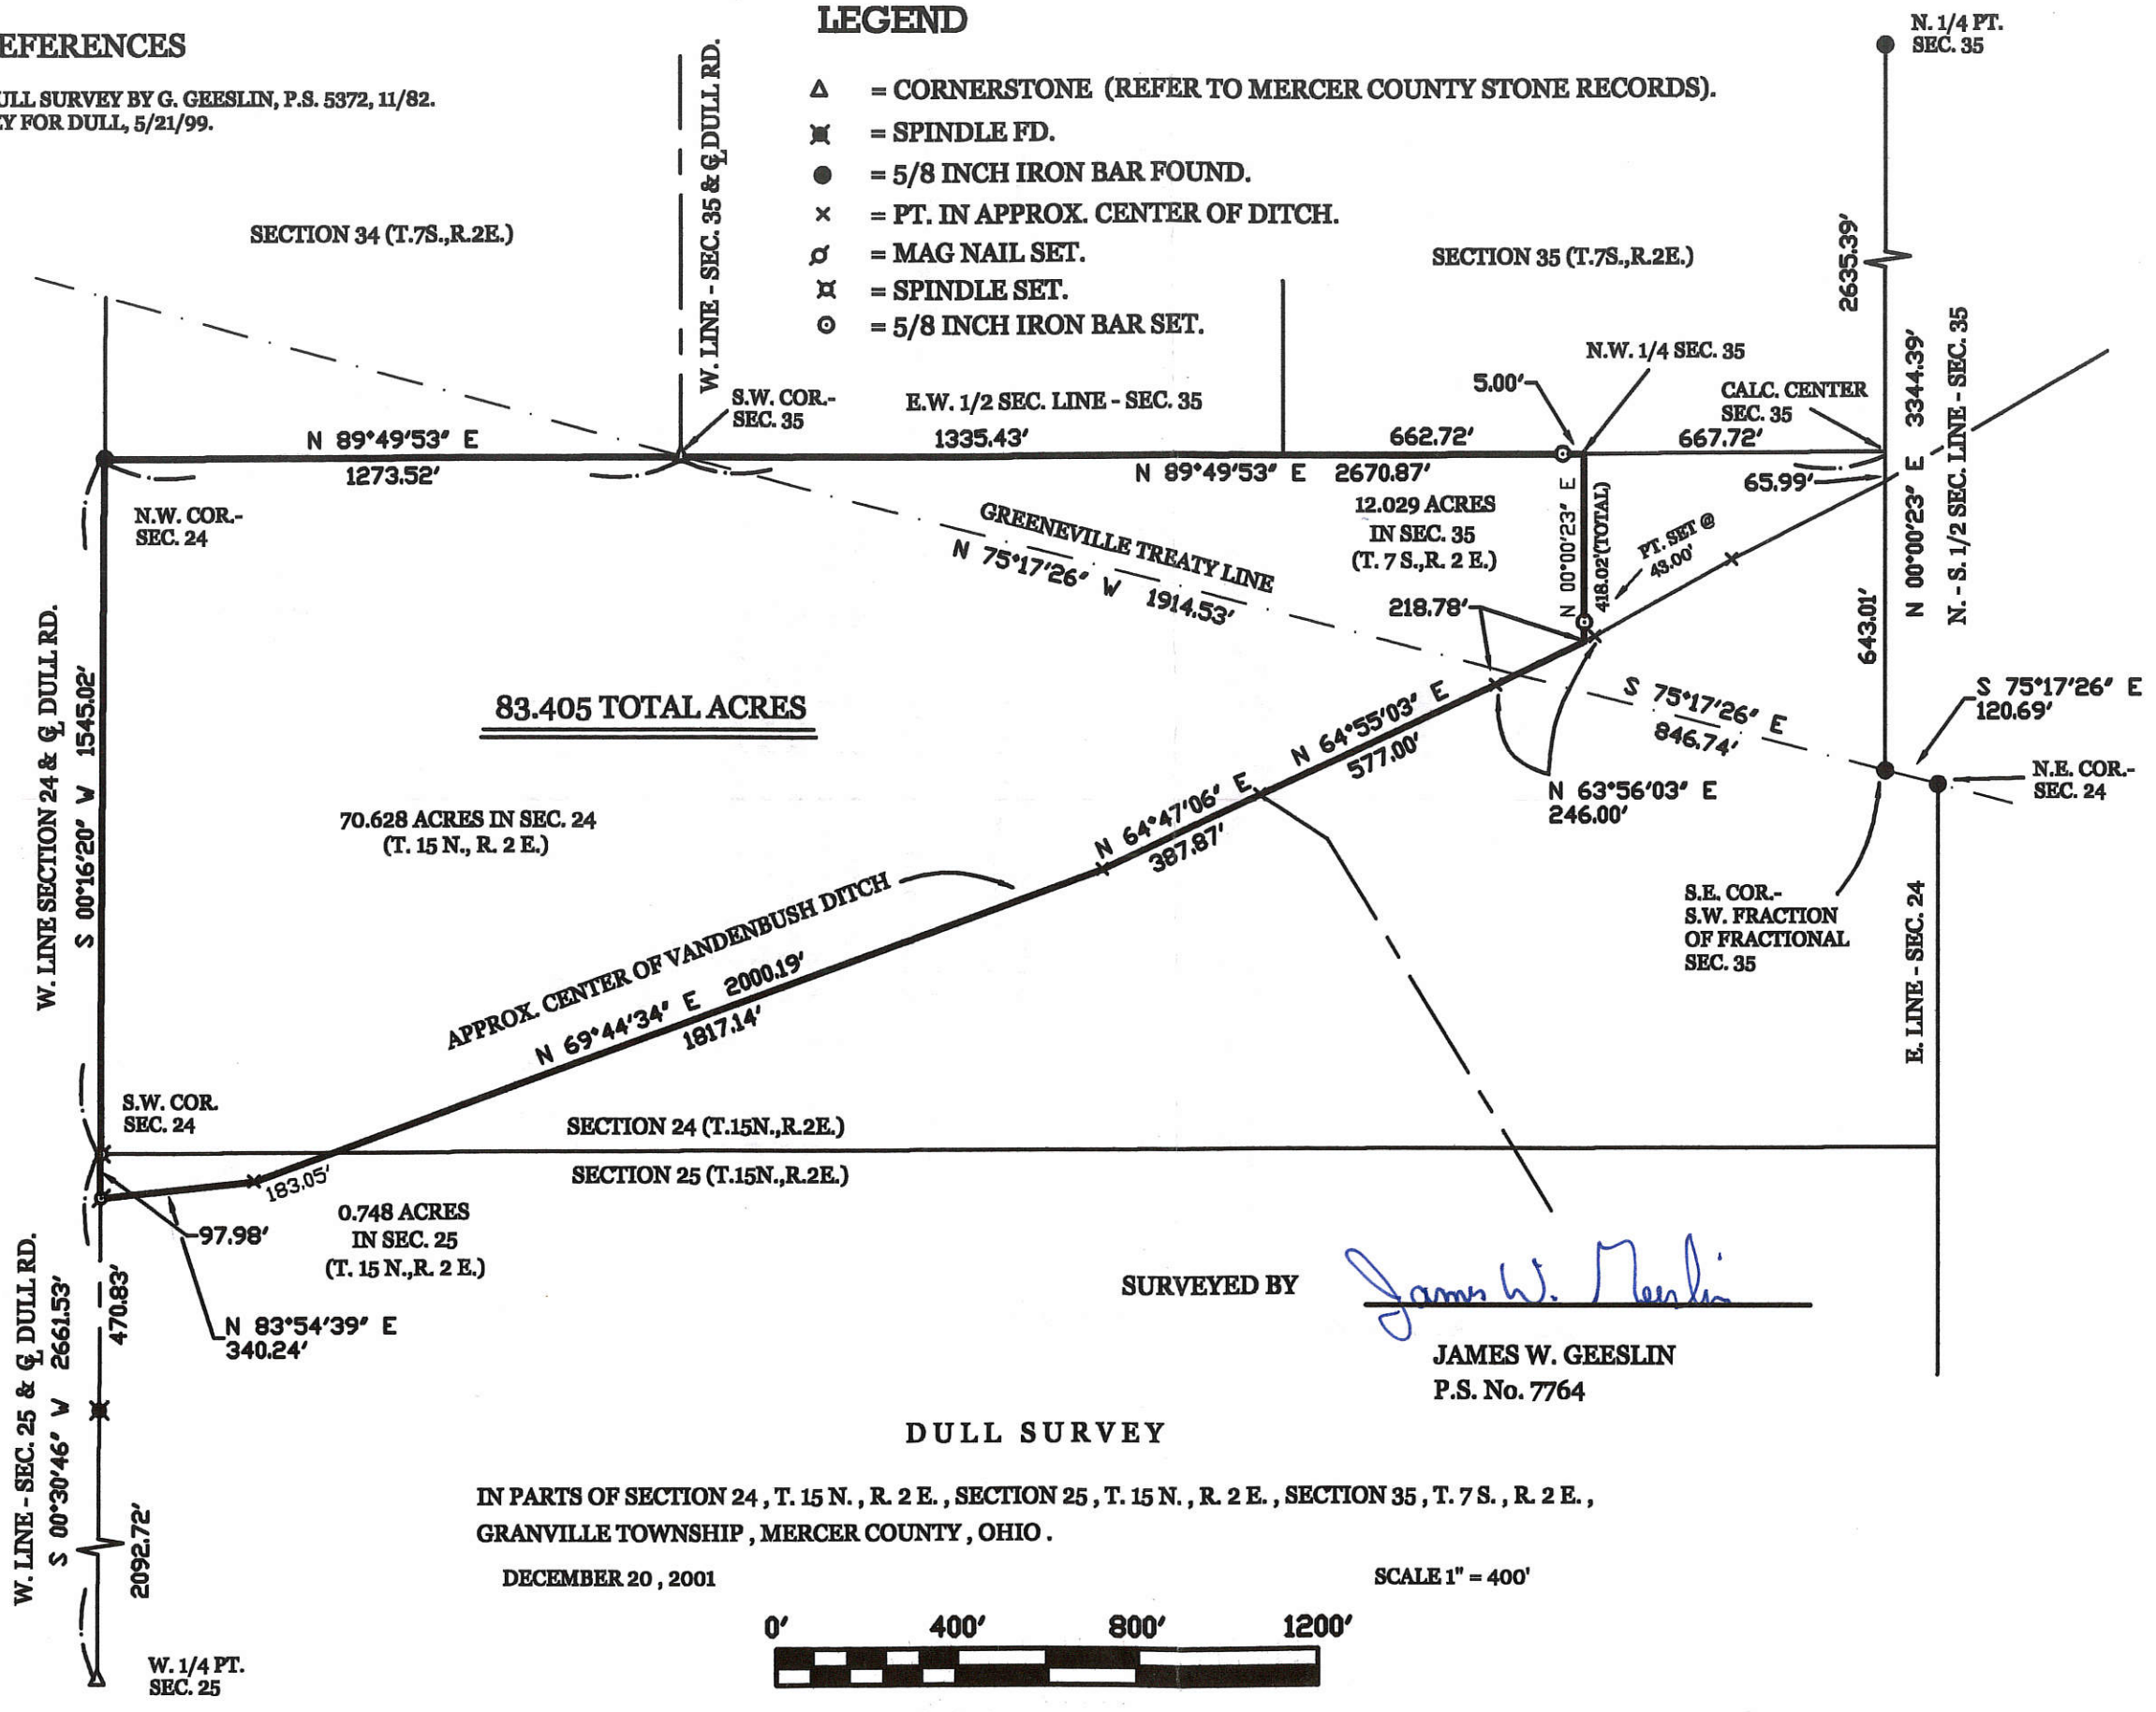 LEGEND
EFERENCES
ULL SURVEY BY G. GEESLIN, P.S. 5372, 11/82.
EY FOR DULL, 5/21/99.
△ = CORNERSTONE (REFER TO MERCER COUNTY STONE RECORDS).
= SPINDLE FD.
● = 5/8 INCH IRON BAR FOUND.
× = PT. IN APPROX. CENTER OF DITCH.
= MAG NAIL SET.
= SPINDLE SET.
⊙ = 5/8 INCH IRON BAR SET.
N. 1/4 PT.
SEC. 35
SECTION 34 (T.7S.,R.2E.)
W. LINE - SEC. 35 & ℄ DULL RD.
SECTION 35 (T.7S.,R.2E.)
2635.39'
N 00°00'23" E 3344.39'
N. - S. 1/2 SEC. LINE - SEC. 35
N.W. 1/4 SEC. 35
5.00'
CALC. CENTER
SEC. 35
S.W. COR.-
SEC. 35
E.W. 1/2 SEC. LINE - SEC. 35
N 89°49'53" E
1273.52'
1335.43'
662.72'
667.72'
N 89°49'53" E 2670.87'
65.99'
N.W. COR.-
SEC. 24
12.029 ACRES
IN SEC. 35
(T. 7 S.,R. 2 E.)
N 00°00'23" E
418.02'(TOTAL)
PT. SET @
43.00'
GREENEVILLE TREATY LINE
N 75°17'26" W 1914.53'
218.78'
643.01'
W. LINE SECTION 24 & ℄ DULL RD.
S 00°16'20" W 1545.02'
83.405 TOTAL ACRES
S 75°17'26" E
846.74'
S 75°17'26" E
120.69'
N.E. COR.-
SEC. 24
N 64°55'03" E
577.00'
N 63°56'03" E
246.00'
70.628 ACRES IN SEC. 24
(T. 15 N., R. 2 E.)
N 64°47'06" E
387.87'
S.E. COR.-
S.W. FRACTION
OF FRACTIONAL
SEC. 35
E. LINE - SEC. 24
APPROX. CENTER OF VANDENBUSH DITCH
N 69°44'34" E 2000.19'
1817.14'
S.W. COR.
SEC. 24
SECTION 24 (T.15N.,R.2E.)
SECTION 25 (T.15N.,R.2E.)
183.05'
0.748 ACRES
IN SEC. 25
(T. 15 N.,R. 2 E.)
97.98'
N 83°54'39" E
340.24'
W. LINE - SEC. 25 & ℄ DULL RD.
S 00°30'46" W 2661.53'
470.83'
2092.72'
W. 1/4 PT.
SEC. 25
SURVEYED BY James W. Geeslin
JAMES W. GEESLIN
P.S. No. 7764
DULL SURVEY
IN PARTS OF SECTION 24 , T. 15 N. , R. 2 E. , SECTION 25 , T. 15 N. , R. 2 E. , SECTION 35 , T. 7 S. , R. 2 E. ,
GRANVILLE TOWNSHIP , MERCER COUNTY , OHIO .
DECEMBER 20 , 2001
SCALE 1" = 400'
0' 400' 800' 1200'